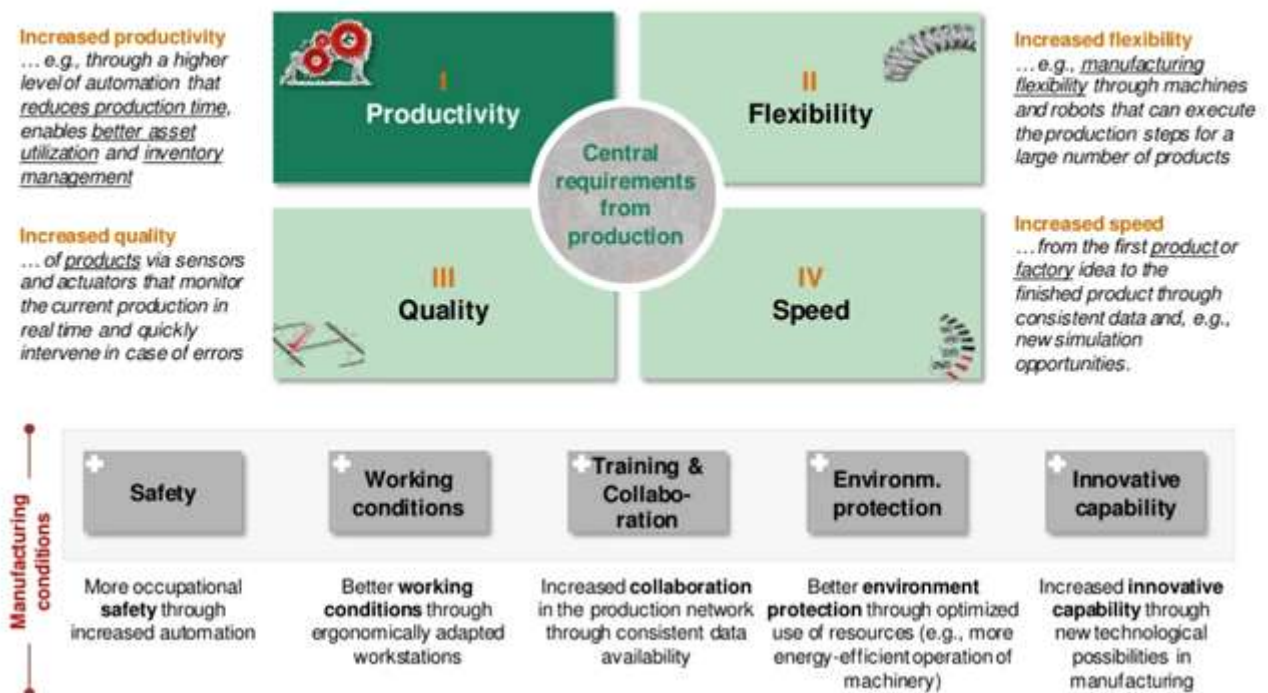 Increased productivity
... e.g., through a higher
level of automation that
reduces production time,
enables better asset
utilization and inventory
management
I
Productivity
II
Flexibility
Increased flexibility
... e.g., manufacturing
flexibility through machines
and robots that can execute
the production steps for a
large number of products
Central
requirements
from
production
Increased quality
... of products via sensors
and actuators that monitor
the current production in
real time and quickly
intervene in case of errors
III
Quality
IV
Speed
Increased speed
...from the first product or
factory idea to the
finished product through
consistent data and, e.g.,
new simulation
opportunities.
Manufacturing
conditions
Safety
Working
conditions
Training &
Collabo-
ration
Environm.
protection
Innovative
capability
More occupational
safety through
increased automation
Better working
conditions through
ergonomically adapted
workstations
Increased collaboration
in the production network
through consistent data
availability
Better environment
protection through optimized
use of resources (e.g., more
energy-efficient operation of
machinery)
Increased innovative
capability through
new technological
possibilities in
manufacturing